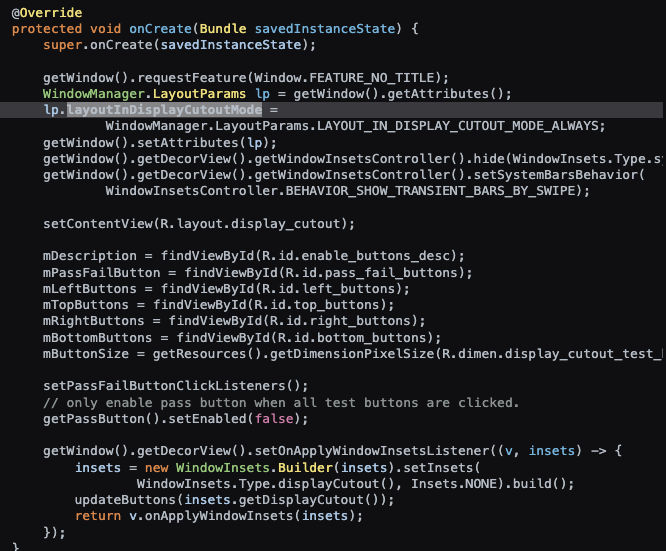 @Override
protected void onCreate(Bundle savedInstanceState) {
super.onCreate(savedInstanceState);
getWindow().requestFeature(Window.FEATURE_NO_TITLE);
WindowManager.LayoutParams lp = getWindow().getAttributes();
lp.layoutInDisplayCutoutMode =
WindowManager.LayoutParams.LAYOUT_IN_DISPLAY_CUTOUT_MODE_ALWAYS;
getWindow().setAttributes(lp);
getWindow().getDecorView().getWindowInsetsController().hide(WindowInsets.Type.sy
getWindow().getDecorView().getWindowInsetsController().setSystemBarsBehavior(
WindowInsetsController.BEHAVIOR_SHOW_TRANSIENT_BARS_BY_SWIPE);
setContentView(R.layout.display_cutout);
mDescription = findViewById(R.id.enable_buttons_desc);
mPassFailButton = findViewById(R.id.pass_fail_buttons);
mLeftButtons = findViewById(R.id.left_buttons);
mTopButtons = findViewById(R.id.top_buttons);
mRightButtons = findViewById(R.id.right_buttons);
mBottomButtons = findViewById(R.id.bottom_buttons);
mButtonSize = getResources().getDimensionPixelSize(R.dimen.display_cutout_test_
setPassFailButtonClickListeners();
// only enable pass button when all test buttons are clicked.
getPassButton().setEnabled(false);
getWindow().getDecorView().setOnApplyWindowInsetsListener((v, insets) -> {
insets = new WindowInsets.Builder(insets).setInsets(
WindowInsets.Type.displayCutout(), Insets.NONE).build();
updateButtons(insets.getDisplayCutout());
return v.onApplyWindowInsets(insets);
});
}